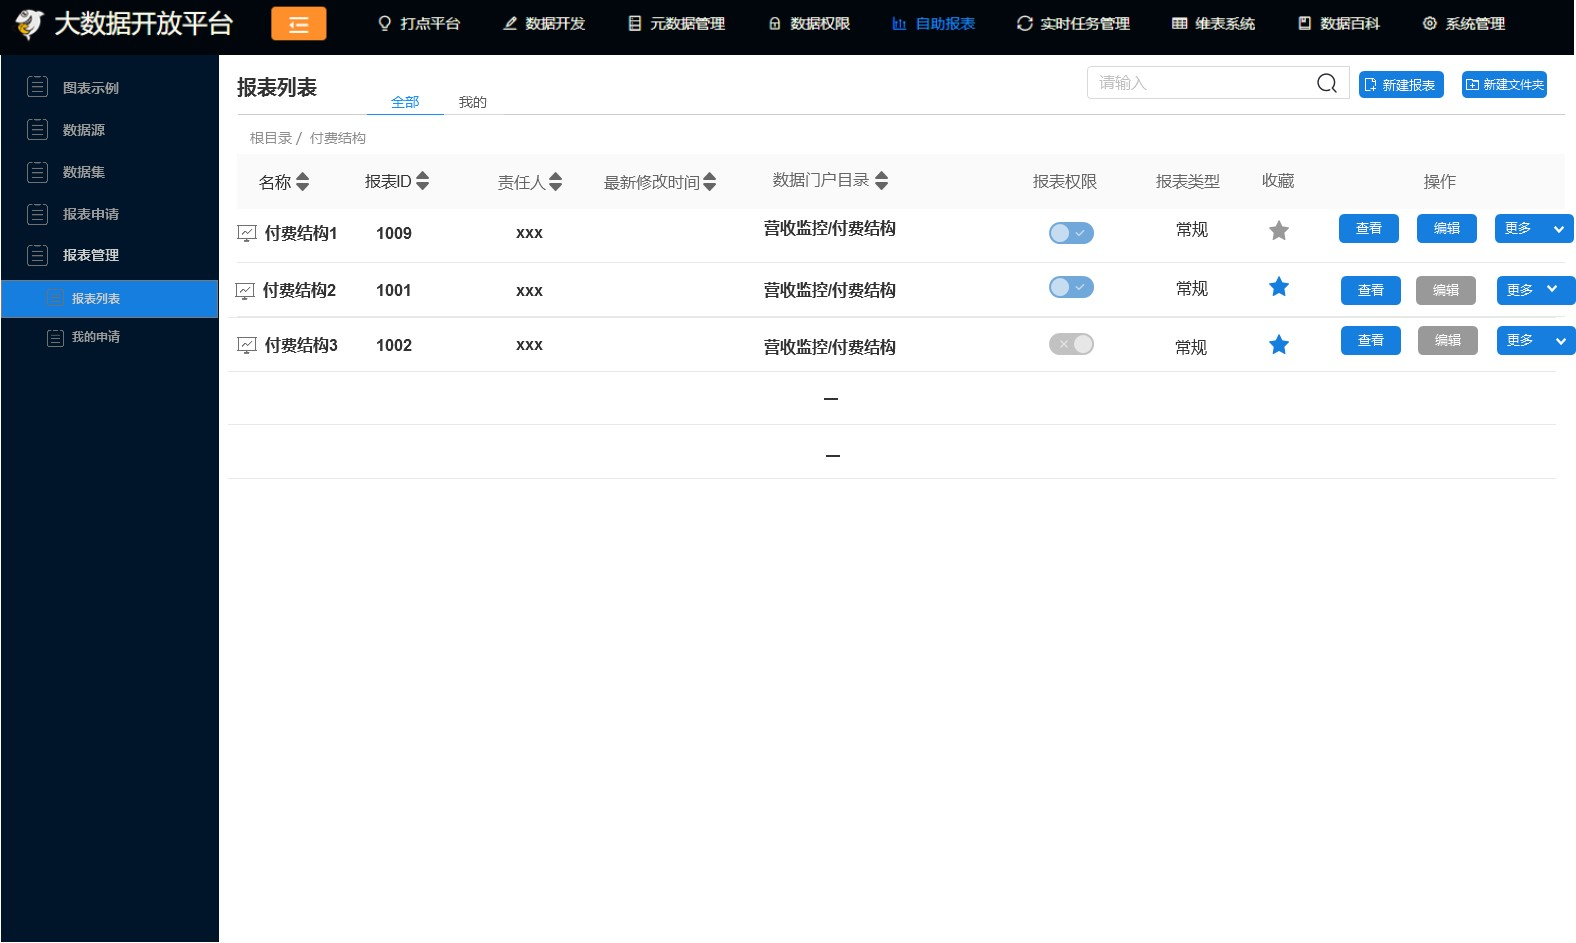 大数据开放平台
打点平台 数据开发 元数据管理 数据权限 自助报表 实时任务管理 维表系统 数据百科 系统管理
图表示例
数据源
数据集
报表申请
报表管理
报表列表
我的申请
报表列表
全部 我的
请输入
新建报表 新建文件夹
根目录 / 付费结构
名称 报表ID 责任人 最新修改时间 数据门户目录 报表权限 报表类型 收藏 操作
付费结构1 1009 xxx 营收监控/付费结构 常规 查看 编辑 更多
付费结构2 1001 xxx 营收监控/付费结构 常规 查看 编辑 更多
付费结构3 1002 xxx 营收监控/付费结构 常规 查看 编辑 更多
—
—